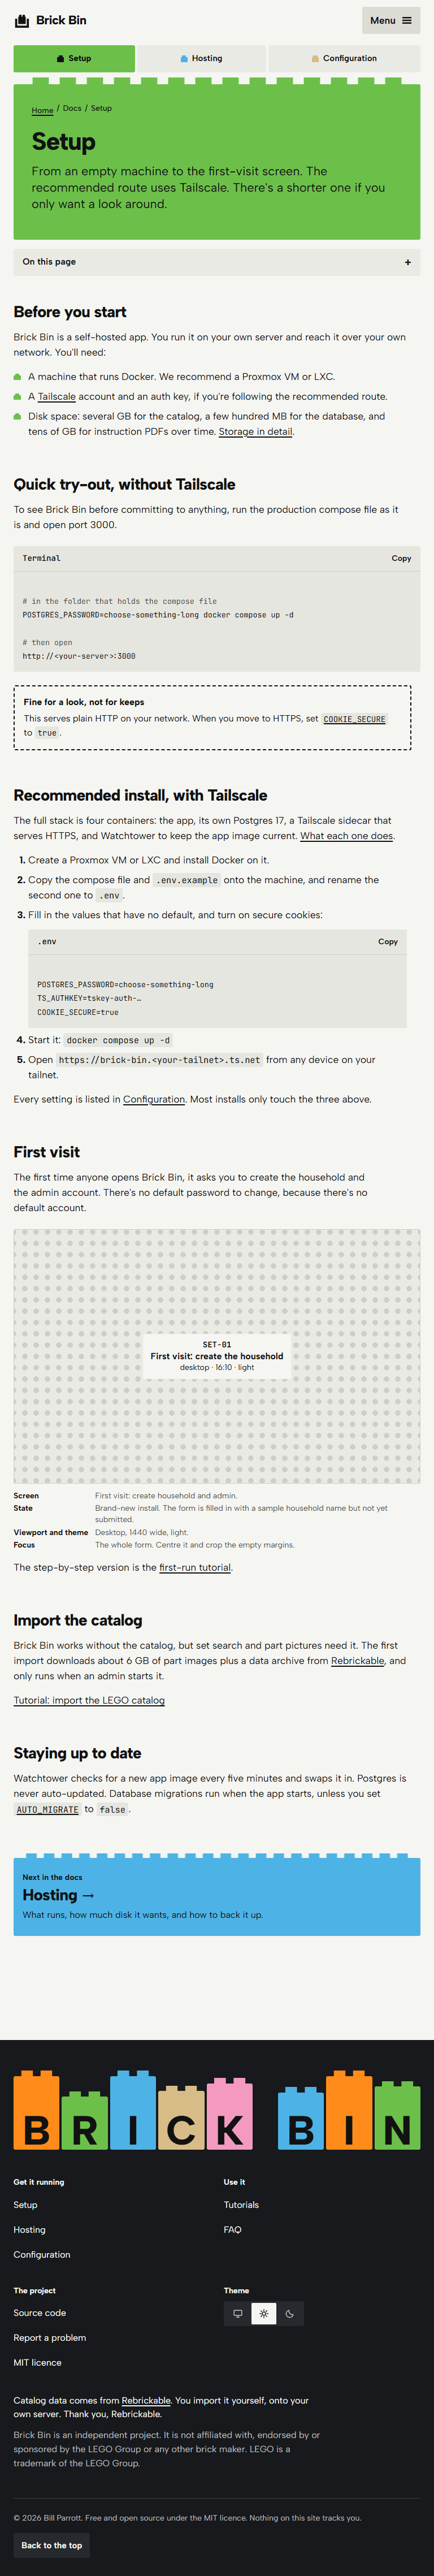 Brick Bin
Menu
Setup
Hosting
Configuration
Home / Docs / Setup
Setup
From an empty machine to the first-visit screen. The
recommended route uses Tailscale. There's a shorter one if you
only want a look around.
On this page
+
Before you start
Brick Bin is a self-hosted app. You run it on your own server and reach it over your own
network. You'll need:
A machine that runs Docker. We recommend a Proxmox VM or LXC.
A Tailscale account and an auth key, if you're following the recommended route.
Disk space: several GB for the catalog, a few hundred MB for the database, and
tens of GB for instruction PDFs over time. Storage in detail.
Quick try-out, without Tailscale
To see Brick Bin before committing to anything, run the production compose file as it
is and open port 3000.
Terminal
Copy
# in the folder that holds the compose file
POSTGRES_PASSWORD=choose-something-long docker compose up -d
# then open
http://<your-server>:3000
Fine for a look, not for keeps
This serves plain HTTP on your network. When you move to HTTPS, set COOKIE_SECURE
to true.
Recommended install, with Tailscale
The full stack is four containers: the app, its own Postgres 17, a Tailscale sidecar that
serves HTTPS, and Watchtower to keep the app image current. What each one does.
1. Create a Proxmox VM or LXC and install Docker on it.
2. Copy the compose file and .env.example onto the machine, and rename the
second one to .env.
3. Fill in the values that have no default, and turn on secure cookies:
.env
Copy
POSTGRES_PASSWORD=choose-something-long
TS_AUTHKEY=tskey-auth-…
COOKIE_SECURE=true
4. Start it: docker compose up -d
5. Open https://brick-bin.<your-tailnet>.ts.net from any device on your
tailnet.
Every setting is listed in Configuration. Most installs only touch the three above.
First visit
The first time anyone opens Brick Bin, it asks you to create the household and
the admin account. There's no default password to change, because there's no
default account.
SET-01
First visit: create the household
desktop · 16:10 · light
Screen First visit: create household and admin.
State Brand-new install. The form is filled in with a sample household name but not yet
submitted.
Viewport and theme Desktop, 1440 wide, light.
Focus The whole form. Centre it and crop the empty margins.
The step-by-step version is the first-run tutorial.
Import the catalog
Brick Bin works without the catalog, but set search and part pictures need it. The first
import downloads about 6 GB of part images plus a data archive from Rebrickable, and
only runs when an admin starts it.
Tutorial: import the LEGO catalog
Staying up to date
Watchtower checks for a new app image every five minutes and swaps it in. Postgres is
never auto-updated. Database migrations run when the app starts, unless you set
AUTO_MIGRATE to false.
Next in the docs
Hosting →
What runs, how much disk it wants, and how to back it up.
BRICK BIN
Get it running
Setup
Hosting
Configuration
Use it
Tutorials
FAQ
The project
Source code
Report a problem
MIT licence
Theme
Catalog data comes from Rebrickable. You import it yourself, onto your
own server. Thank you, Rebrickable.
Brick Bin is an independent project. It is not affiliated with, endorsed by or
sponsored by the LEGO Group or any other brick maker. LEGO is a
trademark of the LEGO Group.
© 2026 Bill Parrott. Free and open source under the MIT licence. Nothing on this site tracks you.
Back to the top